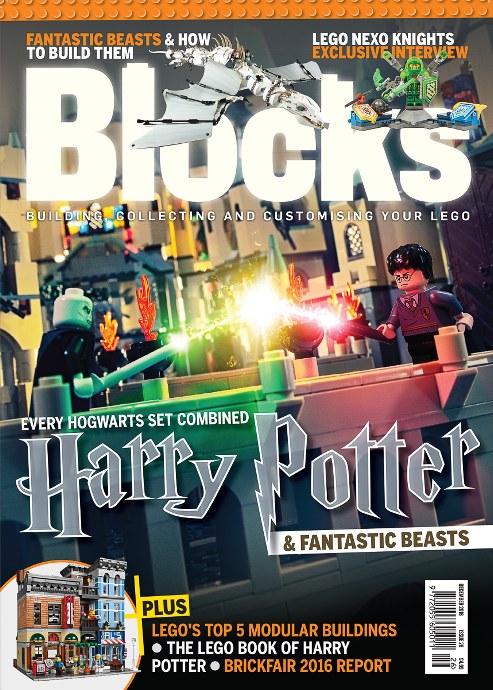 FANTASTIC BEASTS & HOW
TO BUILD THEM
LEGO NEXO KNIGHTS
EXCLUSIVE INTERVIEW
Blocks
BUILDING, COLLECTING AND CUSTOMISING YOUR LEGO
EVERY HOGWARTS SET COMBINED
Harry Potter
& FANTASTIC BEASTS
PLUS
LEGO'S TOP 5 MODULAR BUILDINGS
• THE LEGO BOOK OF HARRY
POTTER • BRICKFAIR 2016 REPORT